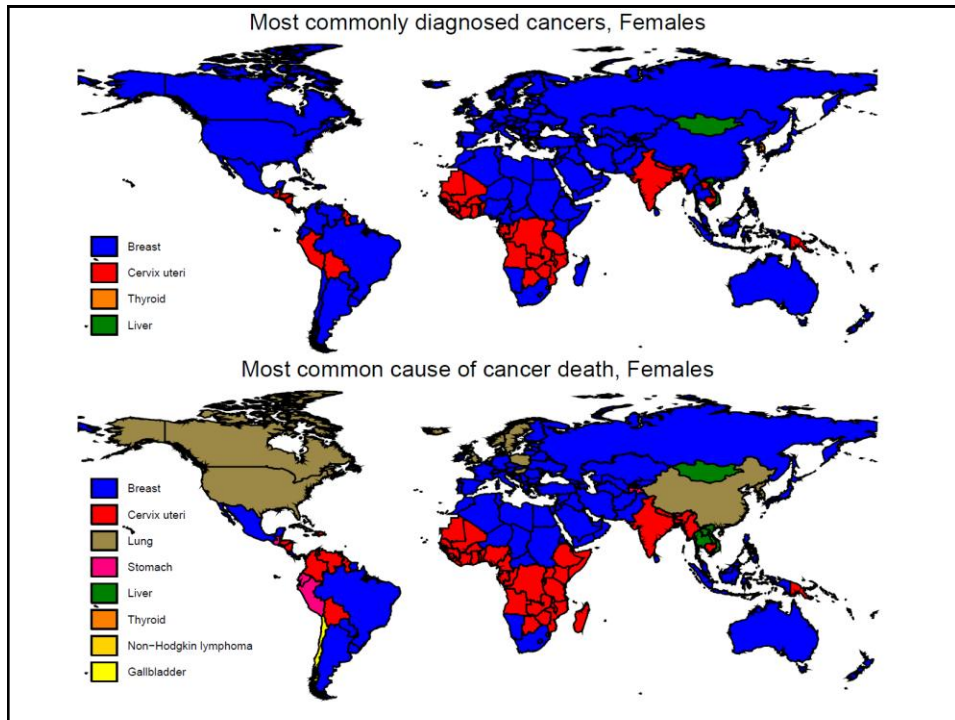 Most commonly diagnosed cancers, Females
Breast
Cervix uteri
Thyroid
Liver
Most common cause of cancer death, Females
Breast
Cervix uteri
Lung
Stomach
Liver
Thyroid
Non−Hodgkin lymphoma
Gallbladder